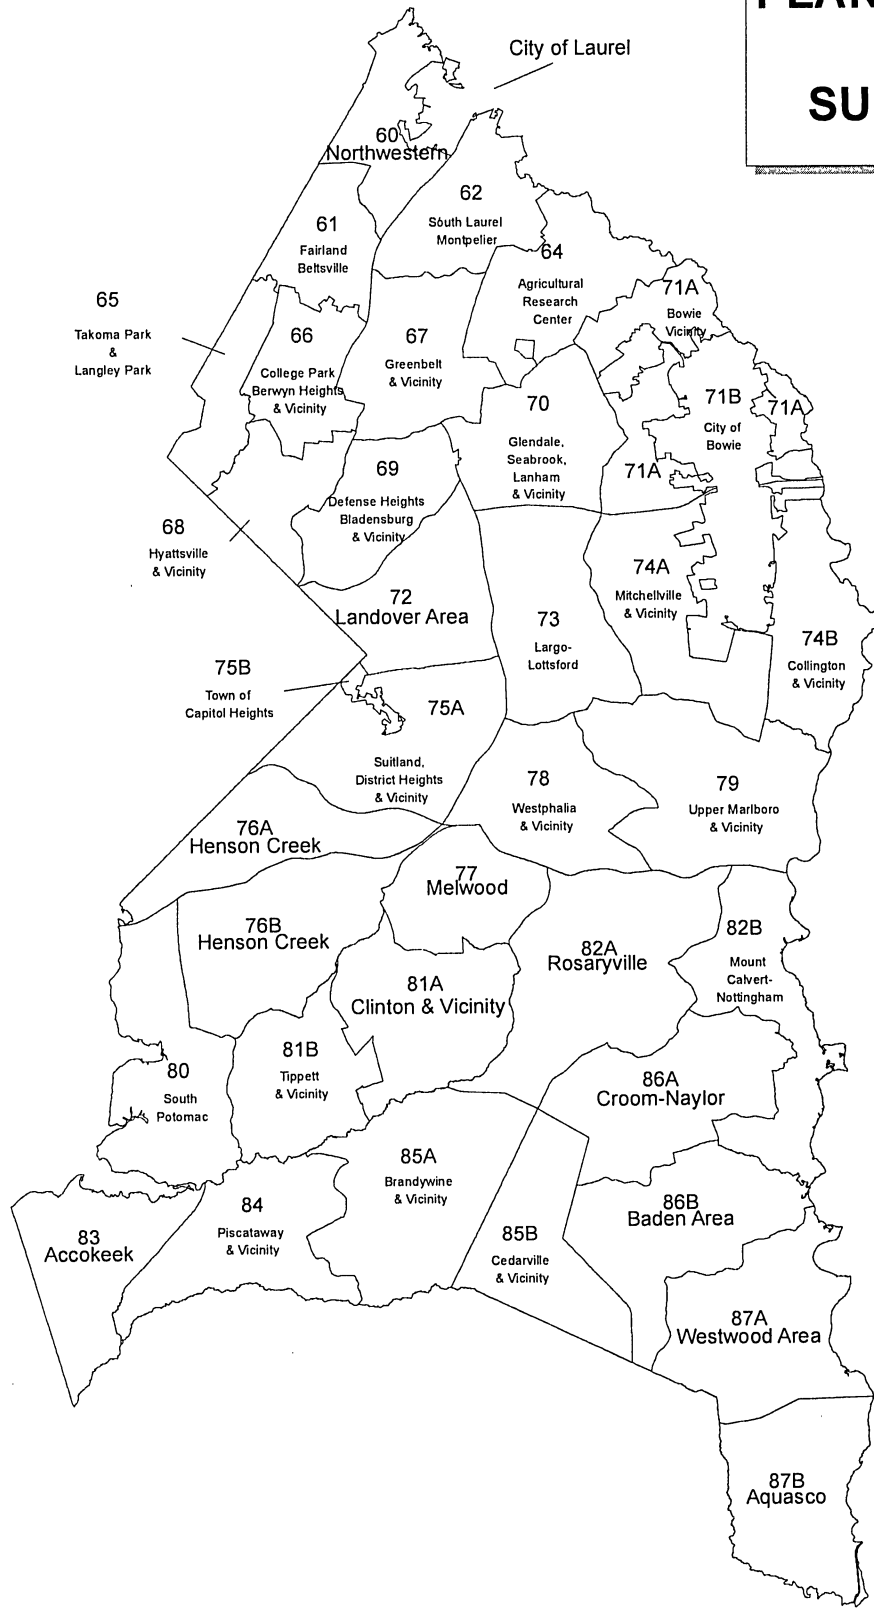 SU
City of Laurel
60
Northwestern
62
South Laurel
Montpelier
61
Fairland
Beltsville
64
Agricultural
Research
Center
65
Takoma Park
&
Langley Park
66
College Park
Berwyn Heights
& Vicinity
67
Greenbelt
& Vicinity
71A
Bowie
Vicinity
70
Glendale,
Seabrook,
Lanham
& Vicinity
71B
City of
Bowie
71A
71A
69
Defense Heights
Bladensburg
& Vicinity
68
Hyattsville
& Vicinity
72
Landover Area
73
Largo-
Lottsford
74A
Mitchellville
& Vicinity
74B
Collington
& Vicinity
75B
Town of
Capitol Heights
75A
Suitland,
District Heights
& Vicinity
78
Westphalia
& Vicinity
79
Upper Marlboro
& Vicinity
76A
Henson Creek
77
Melwood
76B
Henson Creek
82A
Rosaryville
82B
Mount
Calvert-
Nottingham
81A
Clinton & Vicinity
81B
Tippett
& Vicinity
80
South
Potomac
86A
Croom-Naylor
85A
Brandywine
& Vicinity
84
Piscataway
& Vicinity
83
Accokeek
85B
Cedarville
& Vicinity
86B
Baden Area
87A
Westwood Area
87B
Aquasco